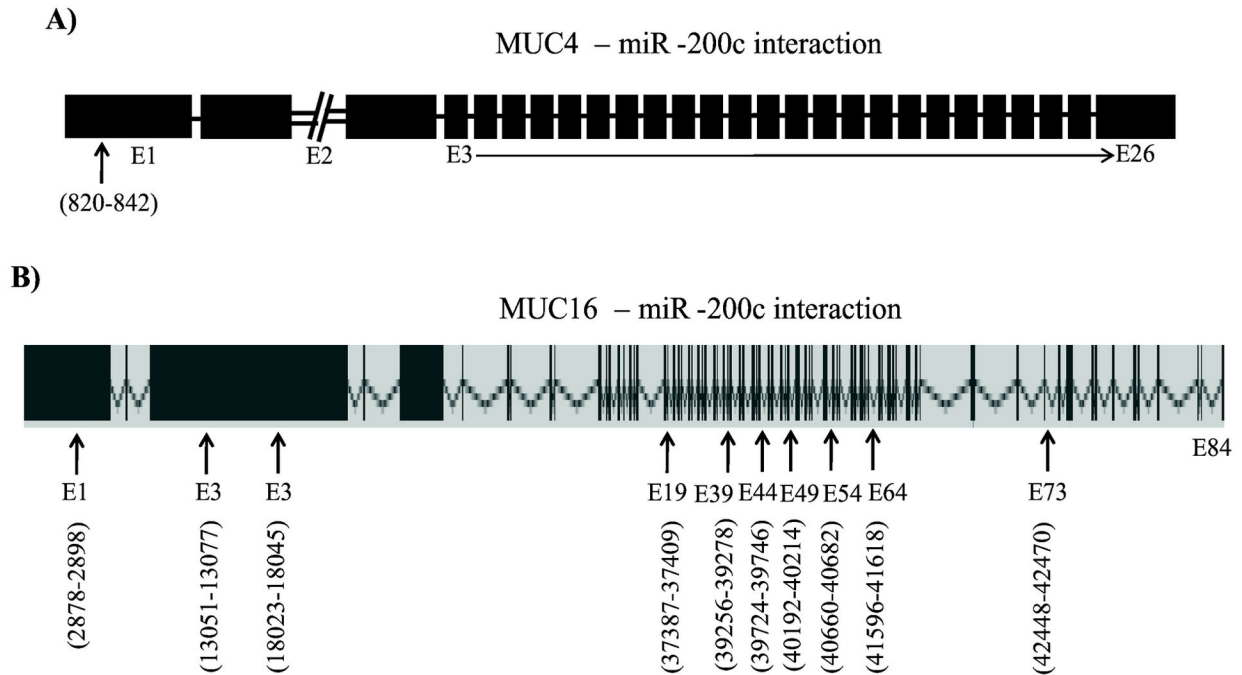 A)
MUC4 – miR -200c interaction
E1 E2 E3 E26
(820-842)
B)
MUC16 – miR -200c interaction
E84
E1 E3 E3 E19 E39 E44 E49 E54 E64 E73
(2878-2898)
(13051-13077)
(18023-18045)
(37387-37409)
(39256-39278)
(39724-39746)
(40192-40214)
(40660-40682)
(41596-41618)
(42448-42470)